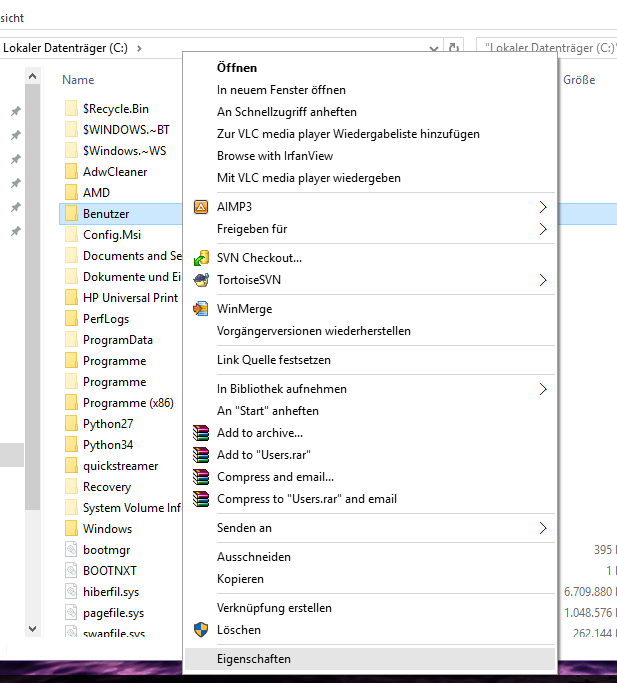 sicht
Lokaler Datenträger (C:)
"Lokaler Datenträger (C:)"
Name
Größe
$Recycle.Bin
$WINDOWS.~BT
$Windows.~WS
AdwCleaner
AMD
Benutzer
Config.Msi
Documents and Se
Dokumente und Ei
HP Universal Print
PerfLogs
ProgramData
Programme
Programme
Programme (x86)
Python27
Python34
quickstreamer
Recovery
System Volume Inf
Windows
bootmgr
395
BOOTNXT
1
hiberfil.sys
6.709.880
pagefile.sys
1.048.576
swapfile.sys
262.144
Öffnen
In neuem Fenster öffnen
An Schnellzugriff anheften
Zur VLC media player Wiedergabeliste hinzufügen
Browse with IrfanView
Mit VLC media player wiedergeben
AIMP3
Freigeben für
SVN Checkout...
TortoiseSVN
WinMerge
Vorgängerversionen wiederherstellen
Link Quelle festsetzen
In Bibliothek aufnehmen
An "Start" anheften
Add to archive...
Add to "Users.rar"
Compress and email...
Compress to "Users.rar" and email
Senden an
Ausschneiden
Kopieren
Verknüpfung erstellen
Löschen
Eigenschaften